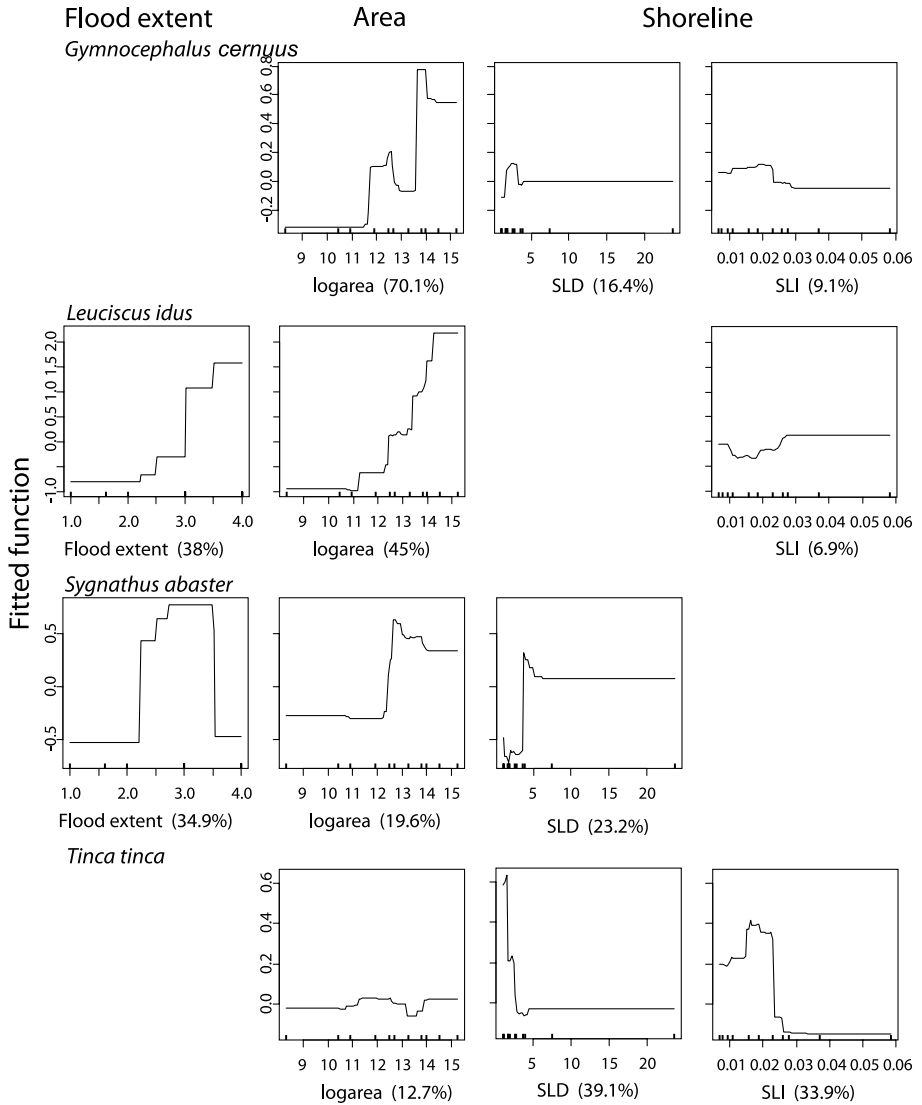 Flood extent Area Shoreline
Gymnocephalus cernuus
-0.2 0.0 0.2 0.4 0.6 0.8
9 10 11 12 13 14 15 5 10 15 20 0.01 0.02 0.03 0.04 0.05 0.06
logarea (70.1%) SLD (16.4%) SLI (9.1%)
Leuciscus idus
-1.0 0.0 0.5 1.0 1.5 2.0
1.0 2.0 3.0 4.0 9 10 11 12 13 14 15 0.01 0.02 0.03 0.04 0.05 0.06
Flood extent (38%) logarea (45%) SLI (6.9%)
Fitted function
Sygnathus abaster
-0.5 0.0 0.5
1.0 2.0 3.0 4.0 9 10 11 12 13 14 15 5 10 15 20
Flood extent (34.9%) logarea (19.6%) SLD (23.2%)
Tinca tinca
0.0 0.2 0.4 0.6
9 10 11 12 13 14 15 5 10 15 20 0.01 0.02 0.03 0.04 0.05 0.06
logarea (12.7%) SLD (39.1%) SLI (33.9%)